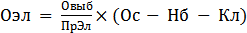 Оэл = Овыб/ПрЭл × (Ос − Нб − Кл)